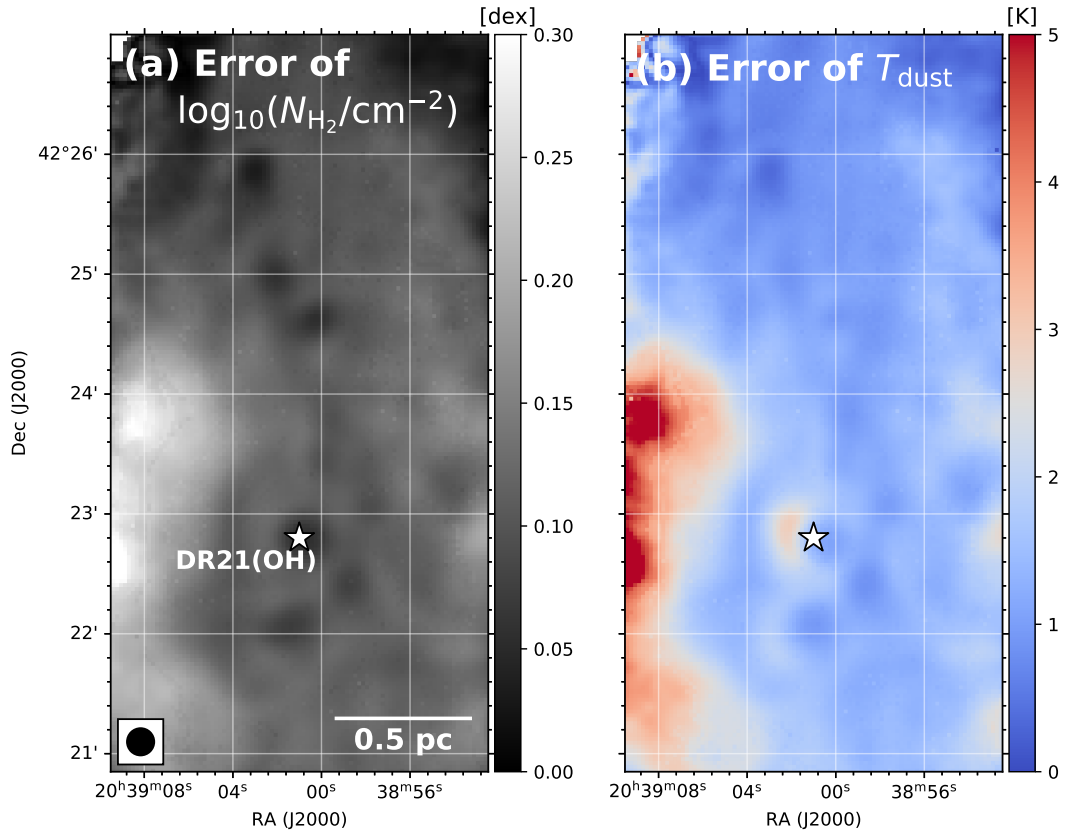 [dex]
[K]
(a) Error of
log₁₀(N_H₂/cm⁻²)
(b) Error of T_dust
0.30
0.25
0.20
0.15
0.10
0.05
0.00
5
4
3
2
1
0
42°26'
25'
24'
23'
22'
21'
Dec (J2000)
DR21(OH)
0.5 pc
20ʰ39ᵐ08ˢ
04ˢ
00ˢ
38ᵐ56ˢ
RA (J2000)
20ʰ39ᵐ08ˢ
04ˢ
00ˢ
38ᵐ56ˢ
RA (J2000)